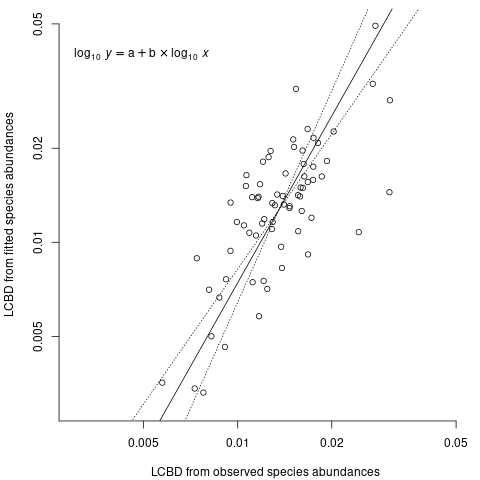 0.05
log10 y = a + b × log10 x
0.02
0.01
0.005
LCBD from fitted species abundances
0.005 0.01 0.02 0.05
LCBD from observed species abundances